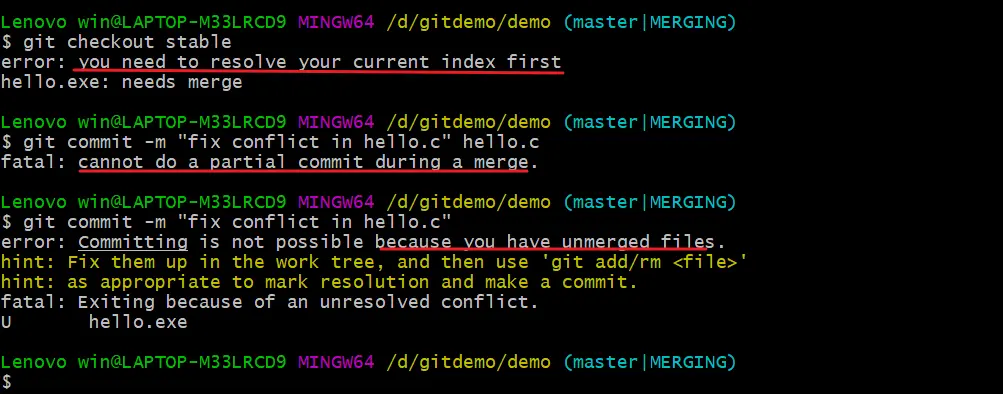 Lenovo win@LAPTOP-M33LRCD9 MINGW64 /d/gitdemo/demo (master|MERGING)
$ git checkout stable
error: you need to resolve your current index first
hello.exe: needs merge
Lenovo win@LAPTOP-M33LRCD9 MINGW64 /d/gitdemo/demo (master|MERGING)
$ git commit -m "fix conflict in hello.c" hello.c
fatal: cannot do a partial commit during a merge.
Lenovo win@LAPTOP-M33LRCD9 MINGW64 /d/gitdemo/demo (master|MERGING)
$ git commit -m "fix conflict in hello.c"
error: Committing is not possible because you have unmerged files.
hint: Fix them up in the work tree, and then use 'git add/rm <file>'
hint: as appropriate to mark resolution and make a commit.
fatal: Exiting because of an unresolved conflict.
U       hello.exe
Lenovo win@LAPTOP-M33LRCD9 MINGW64 /d/gitdemo/demo (master|MERGING)
$